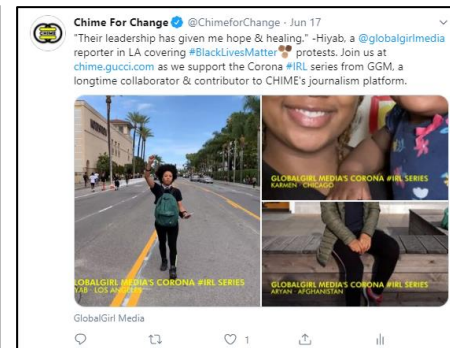 Chime For Change @ChimeforChange · Jun 17
"Their leadership has given me hope & healing." -Hiyab, a @globalgirlmedia
reporter in LA covering #BlackLivesMatter protests. Join us at
chime.gucci.com as we support the Corona #IRL series from GGM, a
longtime collaborator & contributor to CHIME's journalism platform.
LOBALGIRL MEDIA'S CORONA #IRL SERIES
YAB · LOS ANGELES
GLOBALGIRL MEDIA'S CORONA #IRL SERIES
KARMEN · CHICAGO
GLOBALGIRL MEDIA'S CORONA #IRL SERIES
ARYAN · AFGHANISTAN
GlobalGirl Media
1